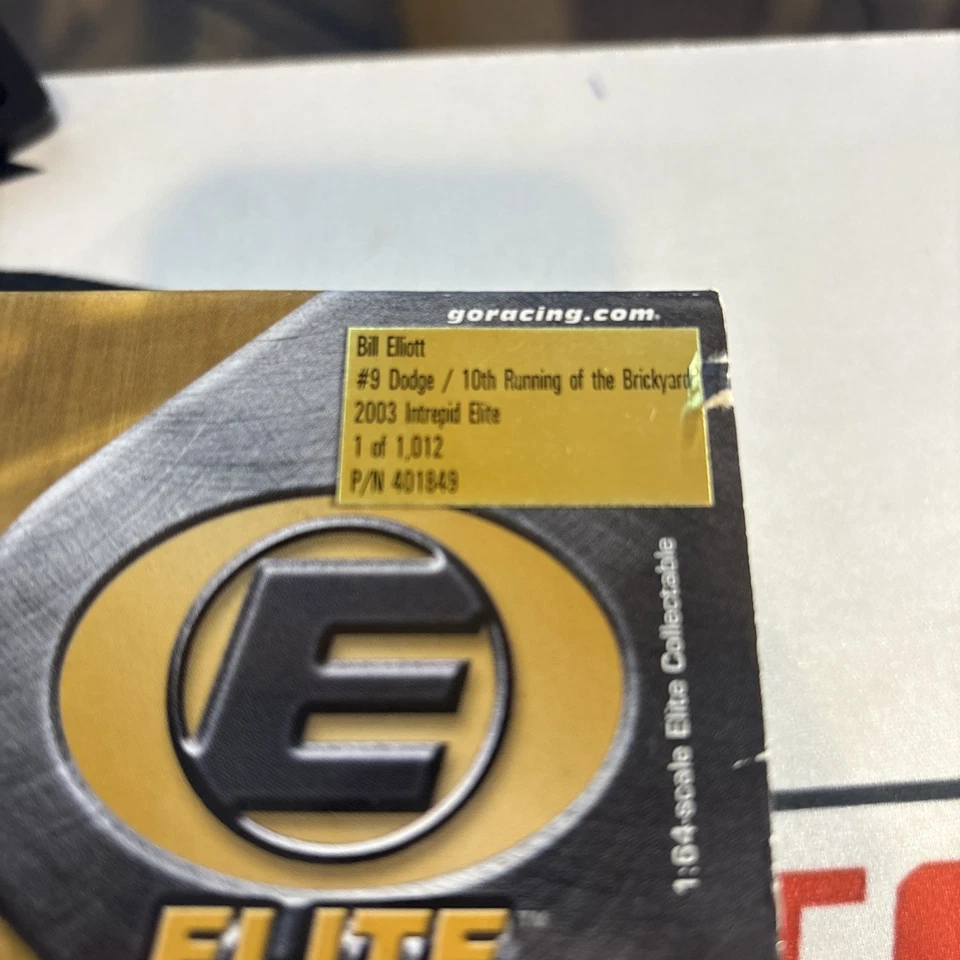 goracing.com
Bill Elliott
#9 Dodge / 10th Running of the Brickyard
2003 Intrepid Elite
1 of 1,012
P/N 401849
E
ELITE™
1:64-scale Elite Collectable